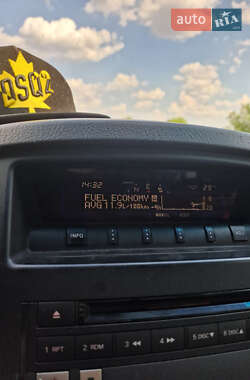 AUTO RIA
DSQ2
14:32
FUEL ECONOMY
AVG 11.9L/100km
INFO
1 RPT
2 RDM
3
4
5 DISC
6 DISC